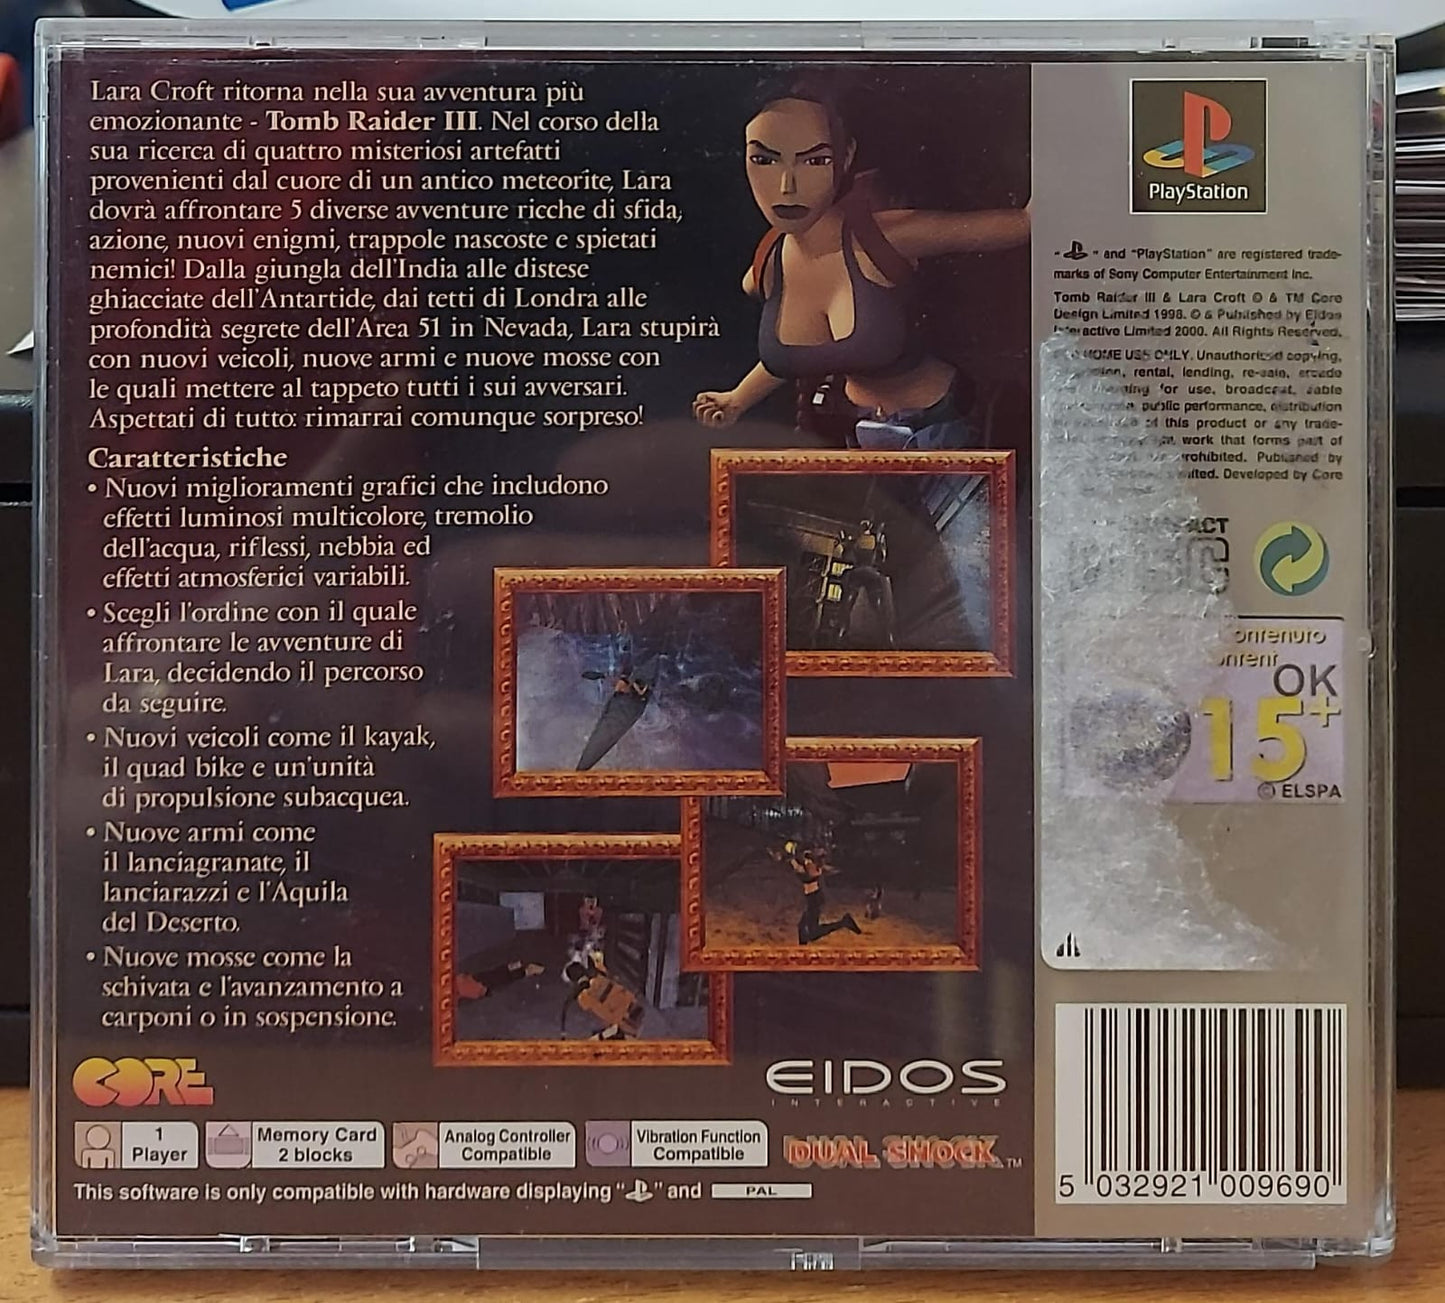 Lara Croft ritorna nella sua avventura più
emozionante - Tomb Raider III. Nel corso della
sua ricerca di quattro misteriosi artefatti
provenienti dal cuore di un antico meteorite, Lara
dovrà affrontare 5 diverse avventure ricche di sfida,
azione, nuovi enigmi, trappole nascoste e spietati
nemici! Dalla giungla dell'India alle distese
ghiacciate dell'Antartide, dai tetti di Londra alle
profondità segrete dell'Area 51 in Nevada, Lara stupirà
con nuovi veicoli, nuove armi e nuove mosse con
le quali mettere al tappeto tutti i sui avversari.
Aspettati di tutto: rimarrai comunque sorpreso!
Caratteristiche
• Nuovi miglioramenti grafici che includono
effetti luminosi multicolore, tremolio
dell'acqua, riflessi, nebbia ed
effetti atmosferici variabili.
• Scegli l'ordine con il quale
affrontare le avventure di
Lara, decidendo il percorso
da seguire.
• Nuovi veicoli come il kayak,
il quad bike e un'unità
di propulsione subacquea.
• Nuove armi come
il lanciagranate, il
lanciarazzi e l'Aquila
del Deserto.
• Nuove mosse come la
schivata e l'avanzamento a
carponi o in sospensione.
CORE
EIDOS
INTERACTIVE
1
Player
Memory Card
2 blocks
Analog Controller
Compatible
Vibration Function
Compatible
DUAL SHOCK™
This software is only compatible with hardware displaying " " and PAL
PlayStation
" " and "PlayStation" are registered trade-
marks of Sony Computer Entertainment Inc.
Tomb Raider III & Lara Croft © & TM Core
Design Limited 1998. © & Published by Eidos
Interactive Limited 2000. All Rights Reserved.
HOME USE ONLY. Unauthorized copying,
rental, lending, re-sale, arcade
for use, broadcast, cable
public performance, distribution
of this product or any trade-
work that forms part of
prohibited. Published by
Developed by Core
OK
15+
© ELSPA
5 032921 009690